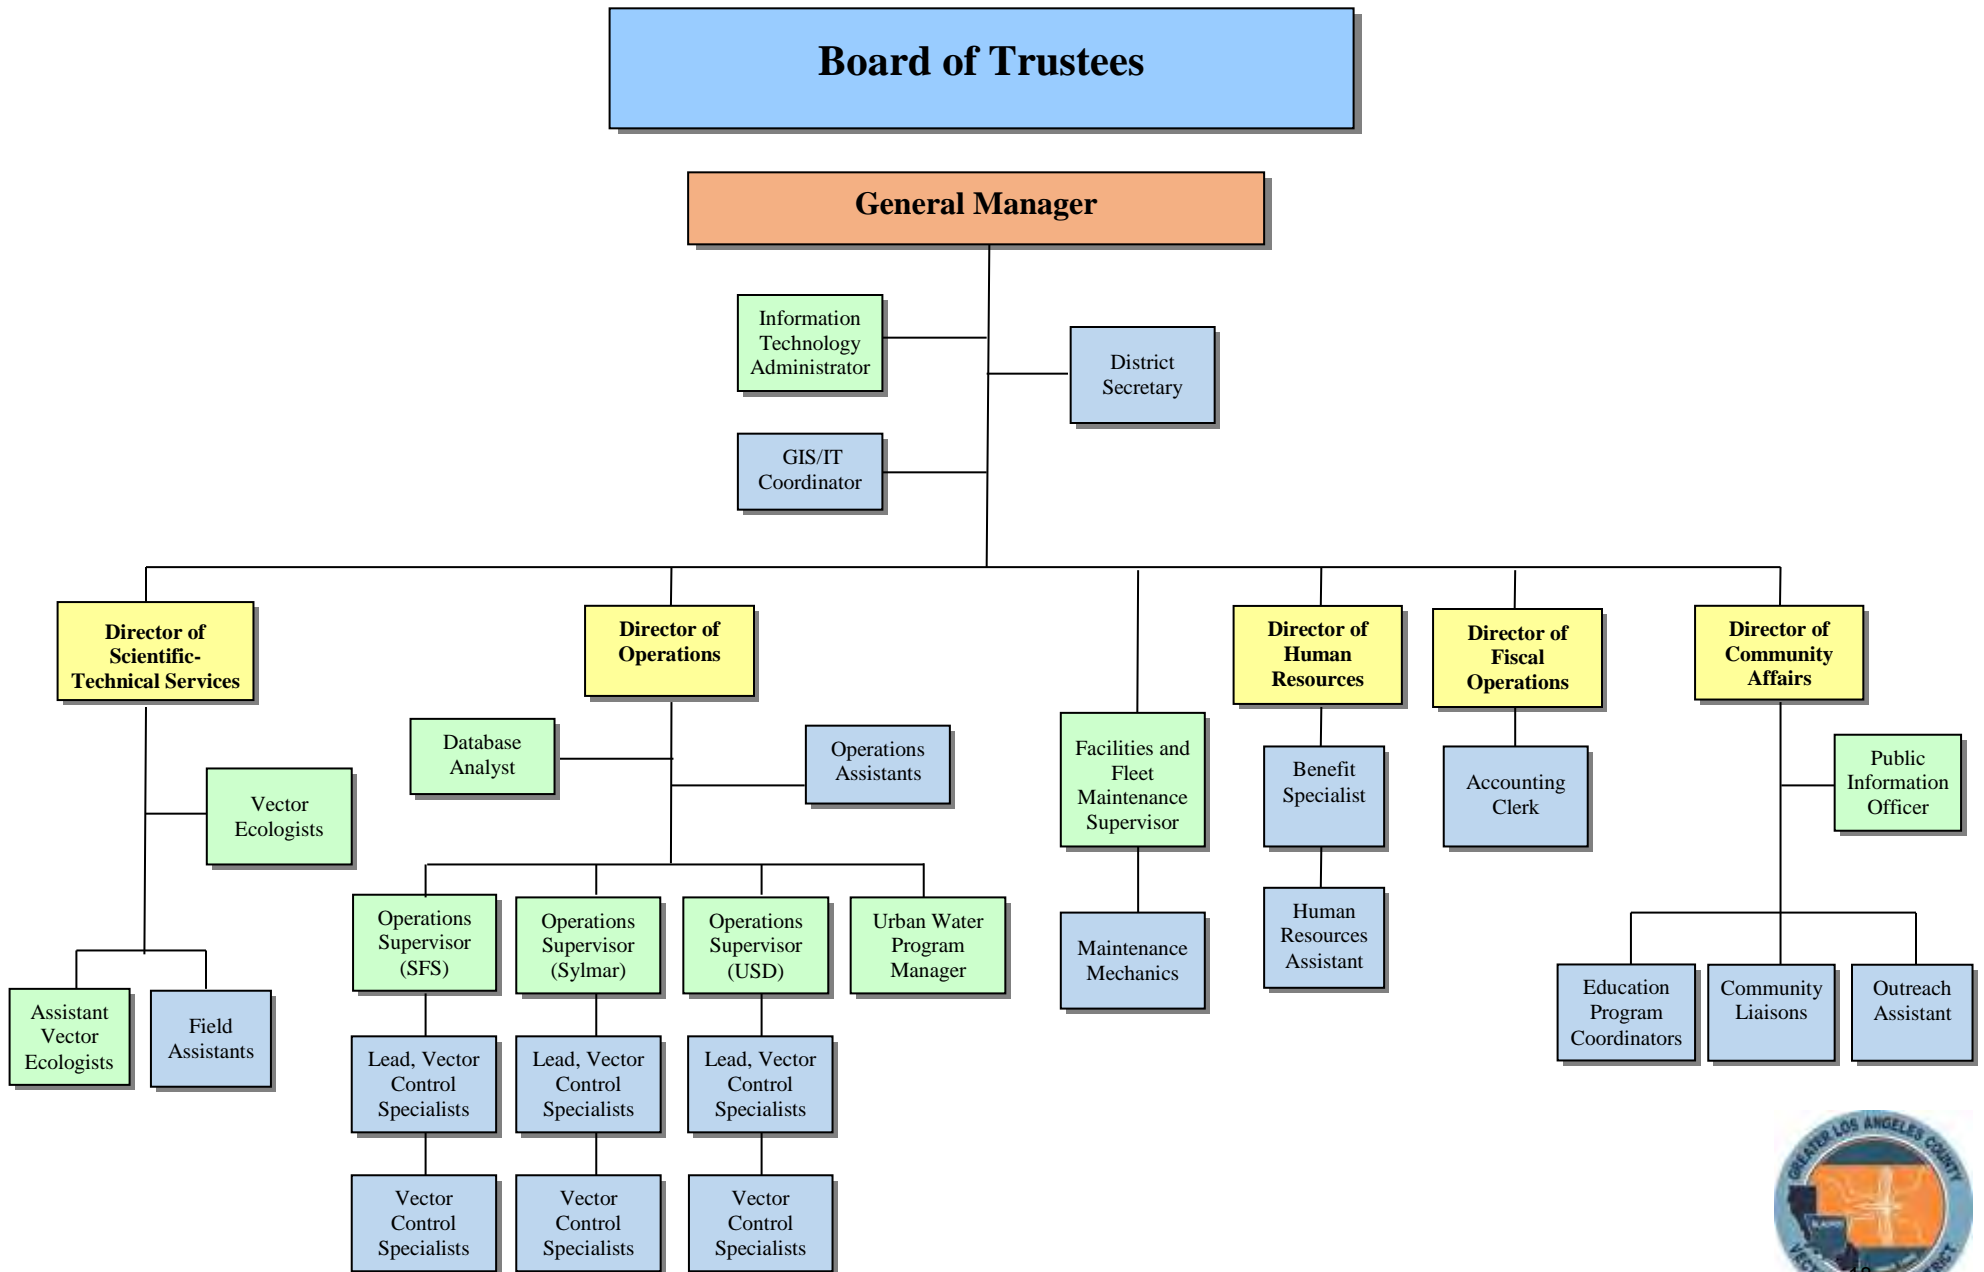 Board of Trustees
General Manager
Information
Technology
Administrator
District
Secretary
GIS/IT
Coordinator
Director of
Scientific-
Technical Services
Director of
Operations
Director of
Human
Resources
Director of
Fiscal
Operations
Director of
Community
Affairs
Database
Analyst
Operations
Assistants
Facilities and
Fleet
Maintenance
Supervisor
Benefit
Specialist
Accounting
Clerk
Public
Information
Officer
Vector
Ecologists
Operations
Supervisor
(SFS)
Operations
Supervisor
(Sylmar)
Operations
Supervisor
(USD)
Urban Water
Program
Manager
Maintenance
Mechanics
Human
Resources
Assistant
Assistant
Vector
Ecologists
Field
Assistants
Education
Program
Coordinators
Community
Liaisons
Outreach
Assistant
Lead, Vector
Control
Specialists
Lead, Vector
Control
Specialists
Lead, Vector
Control
Specialists
Vector
Control
Specialists
Vector
Control
Specialists
Vector
Control
Specialists
GREATER LOS ANGELES COUNTY